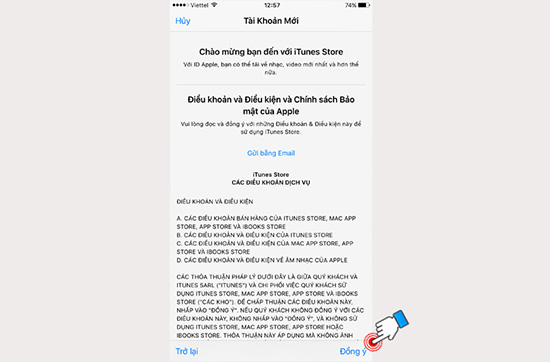 Viettel 12:57 74%
Hủy Tài Khoản Mới
Chào mừng bạn đến với iTunes Store
Với ID Apple, bạn có thể tải về nhạc, video mới nhất và hơn thế
nữa.
Điều khoản và Điều kiện và Chính sách Bảo
mật của Apple
Vui lòng đọc và đồng ý với những Điều khoản & Điều kiện này để
sử dụng iTunes Store.
Gửi bằng Email
iTunes Store
CÁC ĐIỀU KHOẢN DỊCH VỤ
ĐIỀU KHOẢN VÀ ĐIỀU KIỆN
A. CÁC ĐIỀU KHOẢN BÁN HÀNG CỦA ITUNES STORE, MAC APP
STORE, APP STORE VÀ IBOOKS STORE
B. CÁC ĐIỀU KHOẢN VÀ ĐIỀU KIỆN CỦA ITUNES STORE
C. CÁC ĐIỀU KHOẢN VÀ ĐIỀU KIỆN CỦA MAC APP STORE, APP
STORE VÀ IBOOKS STORE
D. CÁC ĐIỀU KHOẢN VÀ ĐIỀU KIỆN VỀ ÂM NHẠC CỦA APPLE
CÁC THỎA THUẬN PHÁP LÝ DƯỚI ĐÂY LÀ GIỮA QUÝ KHÁCH VÀ
ITUNES SARL ("ITUNES") VÀ CHI PHỐI VIỆC QUÝ KHÁCH SỬ
DỤNG ITUNES STORE, MAC APP STORE, APP STORE VÀ IBOOKS
STORE ("CÁC KHO"). ĐỂ CHẤP THUẬN CÁC ĐIỀU KHOẢN NÀY,
NHẤP VÀO "ĐỒNG Ý". NẾU QUÝ KHÁCH KHÔNG ĐỒNG Ý VỚI CÁC
ĐIỀU KHOẢN NÀY, KHÔNG NHẤP VÀO "ĐỒNG Ý", VÀ KHÔNG SỬ
DỤNG ITUNES STORE, MAC APP STORE, APP STORE HOẶC
IBOOKS STORE. THỎA THUẬN NÀY ÁP DỤNG MÀ KHÔNG ẢNH
Trở lại Đồng ý